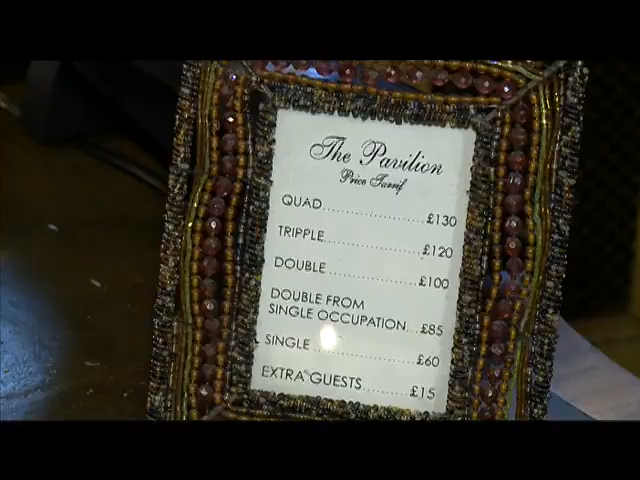 The Pavilion
Price Tarrif
QUAD......................£130
TRIPPLE.....................£120
DOUBLE ....................£100
DOUBLE FROM
SINGLE OCCUPATION...£85
SINGLE ......................£60
EXTRA GUESTS..........£15